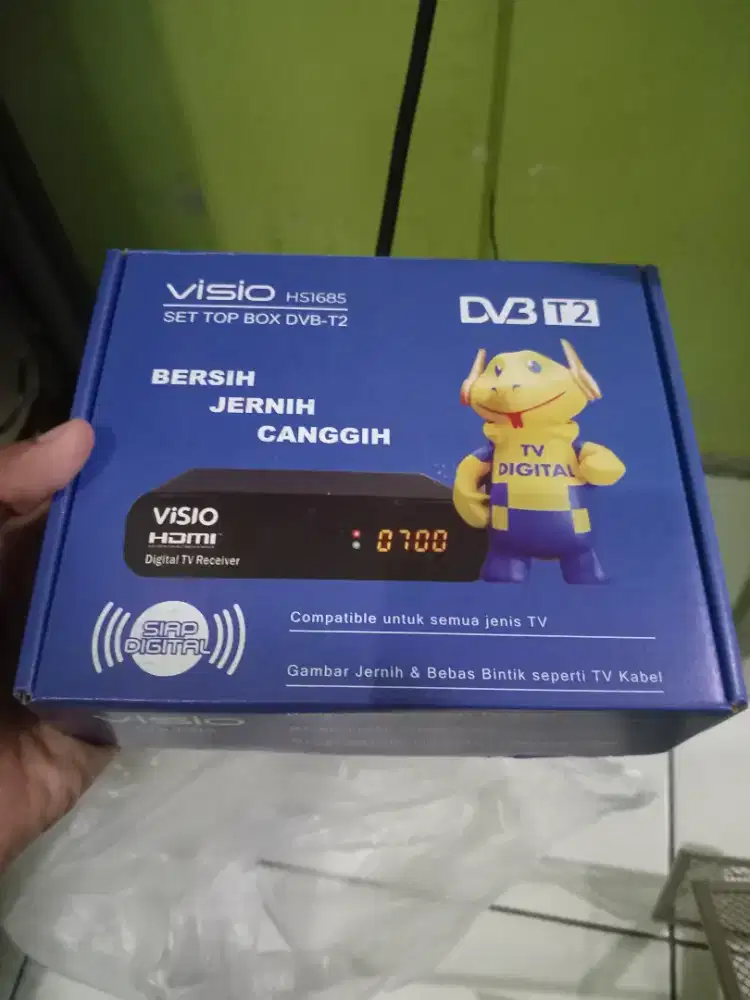 VISIO HS1685
SET TOP BOX DVB-T2
DVB T2
BERSIH
JERNIH
CANGGIH
TV
DIGITAL
VISIO
HDMI
Digital TV Receiver
0700
SIAP
DIGITAL
Compatible untuk semua jenis TV
Gambar Jernih & Bebas Bintik seperti TV Kabel
VISIO